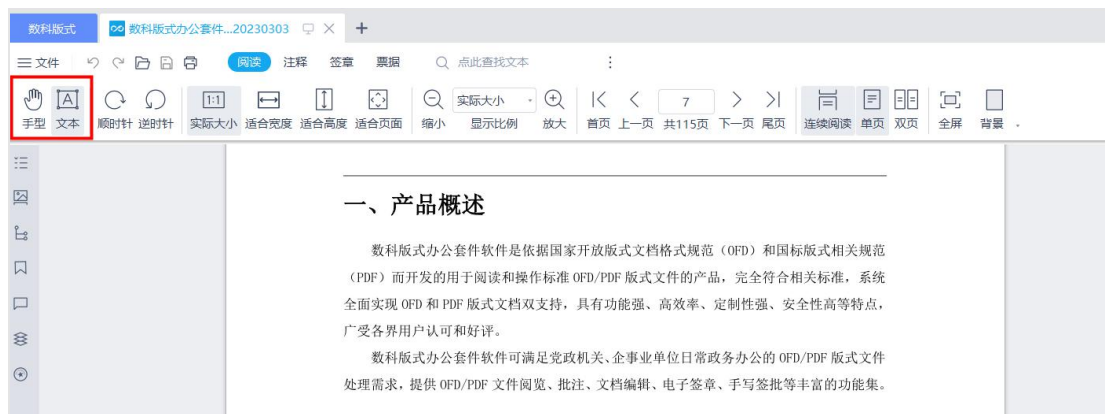 数科版式 数科版式办公套件...20230303
文件 阅读 注释 签章 票据 点此查找文本
1:1 实际大小 7
手型 文本 顺时针 逆时针 实际大小 适合宽度 适合高度 适合页面 缩小 显示比例 放大 首页 上一页 共115页 下一页 尾页 连续阅读 单页 双页 全屏 背景
一、产品概述
数科版式办公套件软件是依据国家开放版式文档格式规范（OFD）和国标版式相关规范
（PDF）而开发的用于阅读和操作标准 OFD/PDF 版式文件的产品，完全符合相关标准，系统
全面实现 OFD 和 PDF 版式文档双支持，具有功能强、高效率、定制性强、安全性高等特点，
广受各界用户认可和好评。
数科版式办公套件软件可满足党政机关、企事业单位日常政务办公的 OFD/PDF 版式文件
处理需求，提供 OFD/PDF 文件阅览、批注、文档编辑、电子签章、手写签批等丰富的功能集。